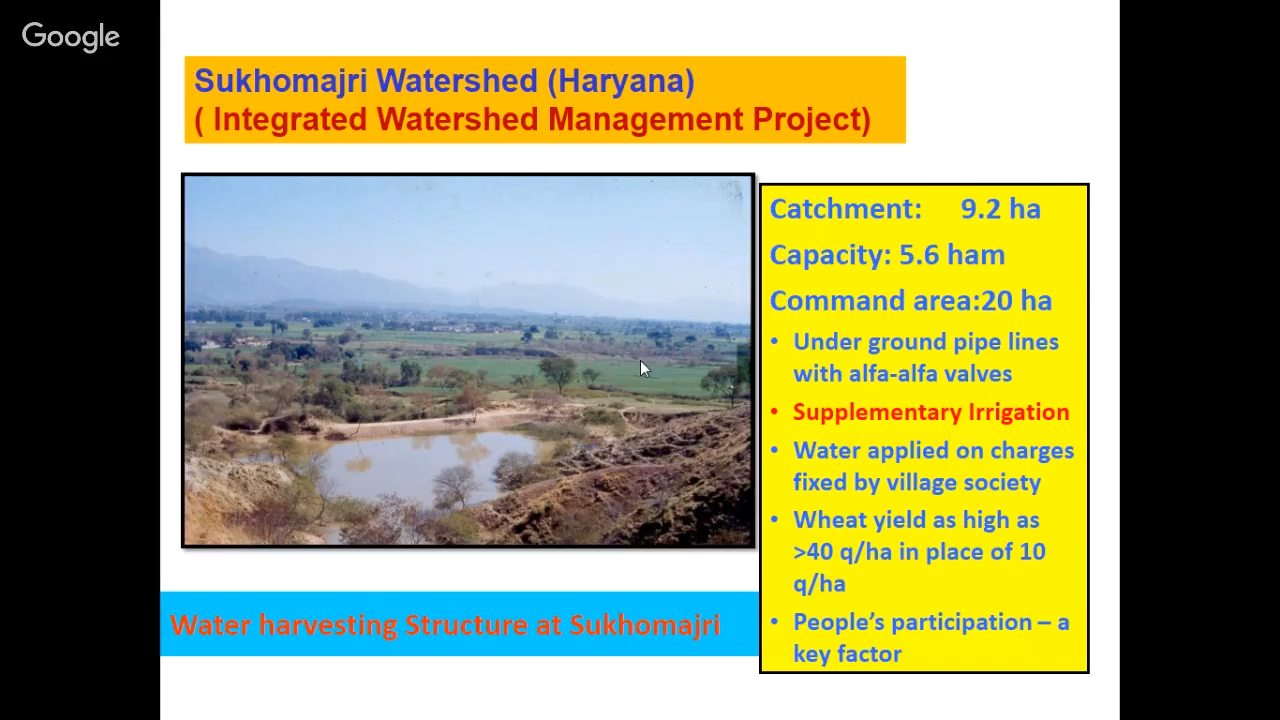 Google
Sukhomajri Watershed (Haryana)
( Integrated Watershed Management Project)
Catchment: 9.2 ha
Capacity: 5.6 ham
Command area:20 ha
• Under ground pipe lines
with alfa-alfa valves
• Supplementary Irrigation
• Water applied on charges
fixed by village society
• Wheat yield as high as
>40 q/ha in place of 10
q/ha
• People’s participation – a
key factor
Water harvesting Structure at Sukhomajri